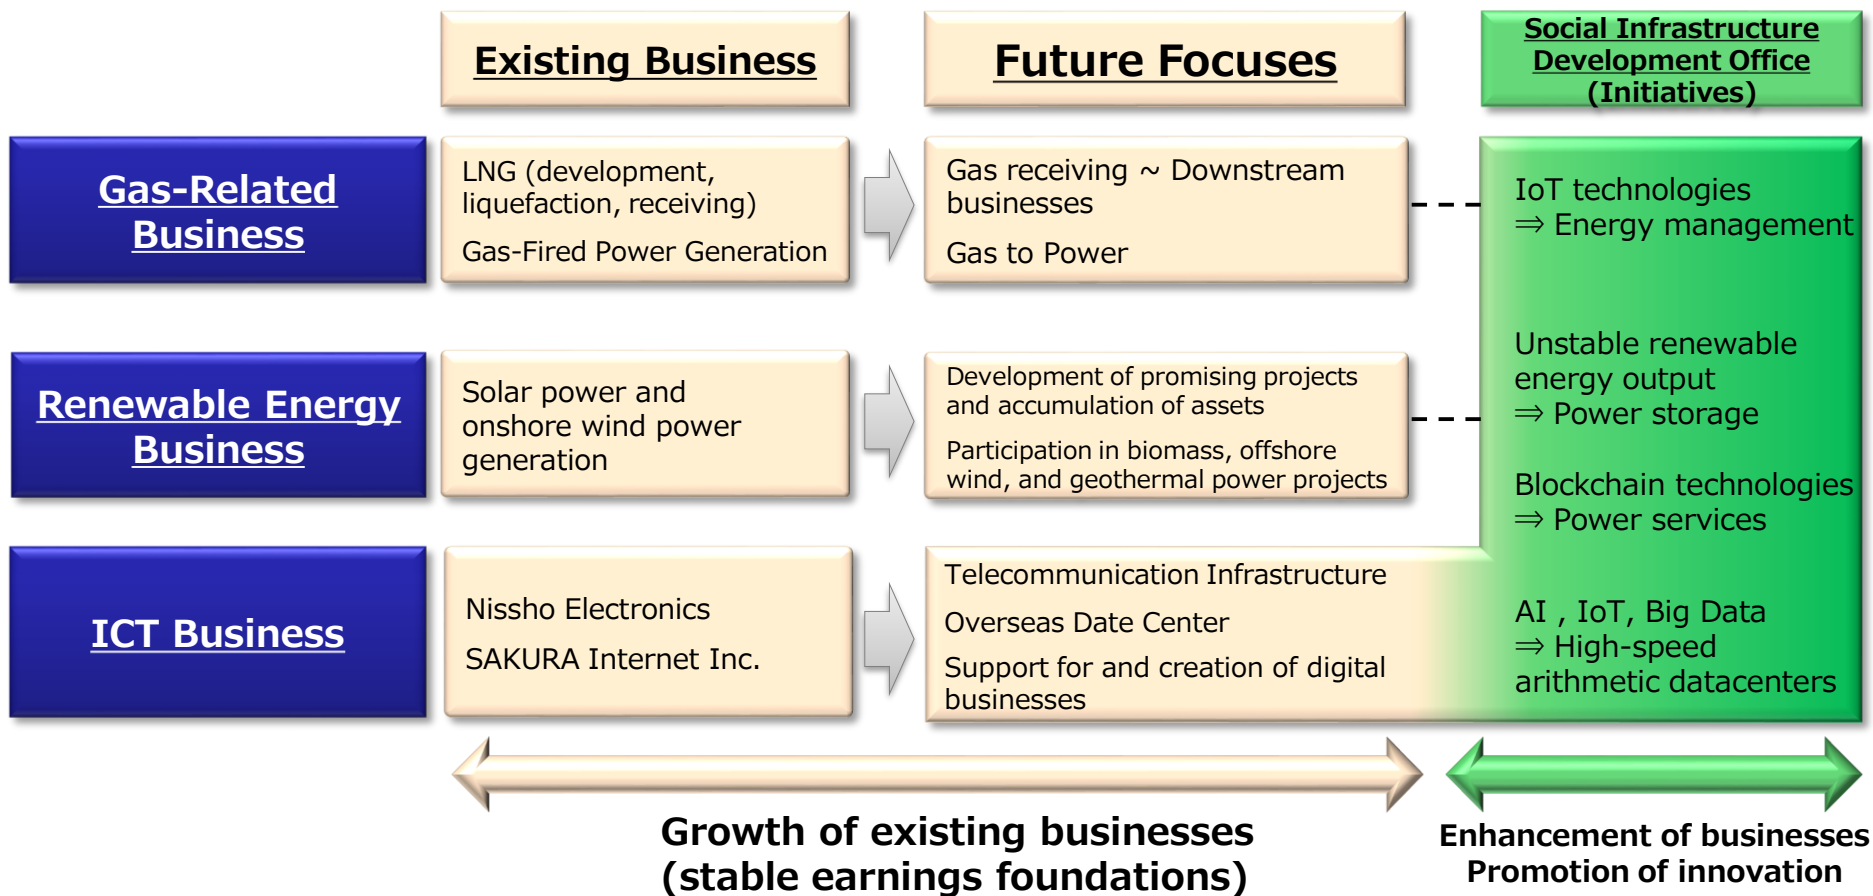 Existing Business
Future Focuses
Social Infrastructure
Development Office
(Initiatives)
Gas-Related
Business
LNG (development,
liquefaction, receiving)
Gas-Fired Power Generation
Gas receiving ~ Downstream
businesses
Gas to Power
IoT technologies
⇒ Energy management
Renewable Energy
Business
Solar power and
onshore wind power
generation
Development of promising projects
and accumulation of assets
Participation in biomass, offshore
wind, and geothermal power projects
Unstable renewable
energy output
⇒ Power storage
Blockchain technologies
⇒ Power services
ICT Business
Nissho Electronics
SAKURA Internet Inc.
Telecommunication Infrastructure
Overseas Date Center
Support for and creation of digital
businesses
AI , IoT, Big Data
⇒ High-speed
arithmetic datacenters
Growth of existing businesses
(stable earnings foundations)
Enhancement of businesses
Promotion of innovation